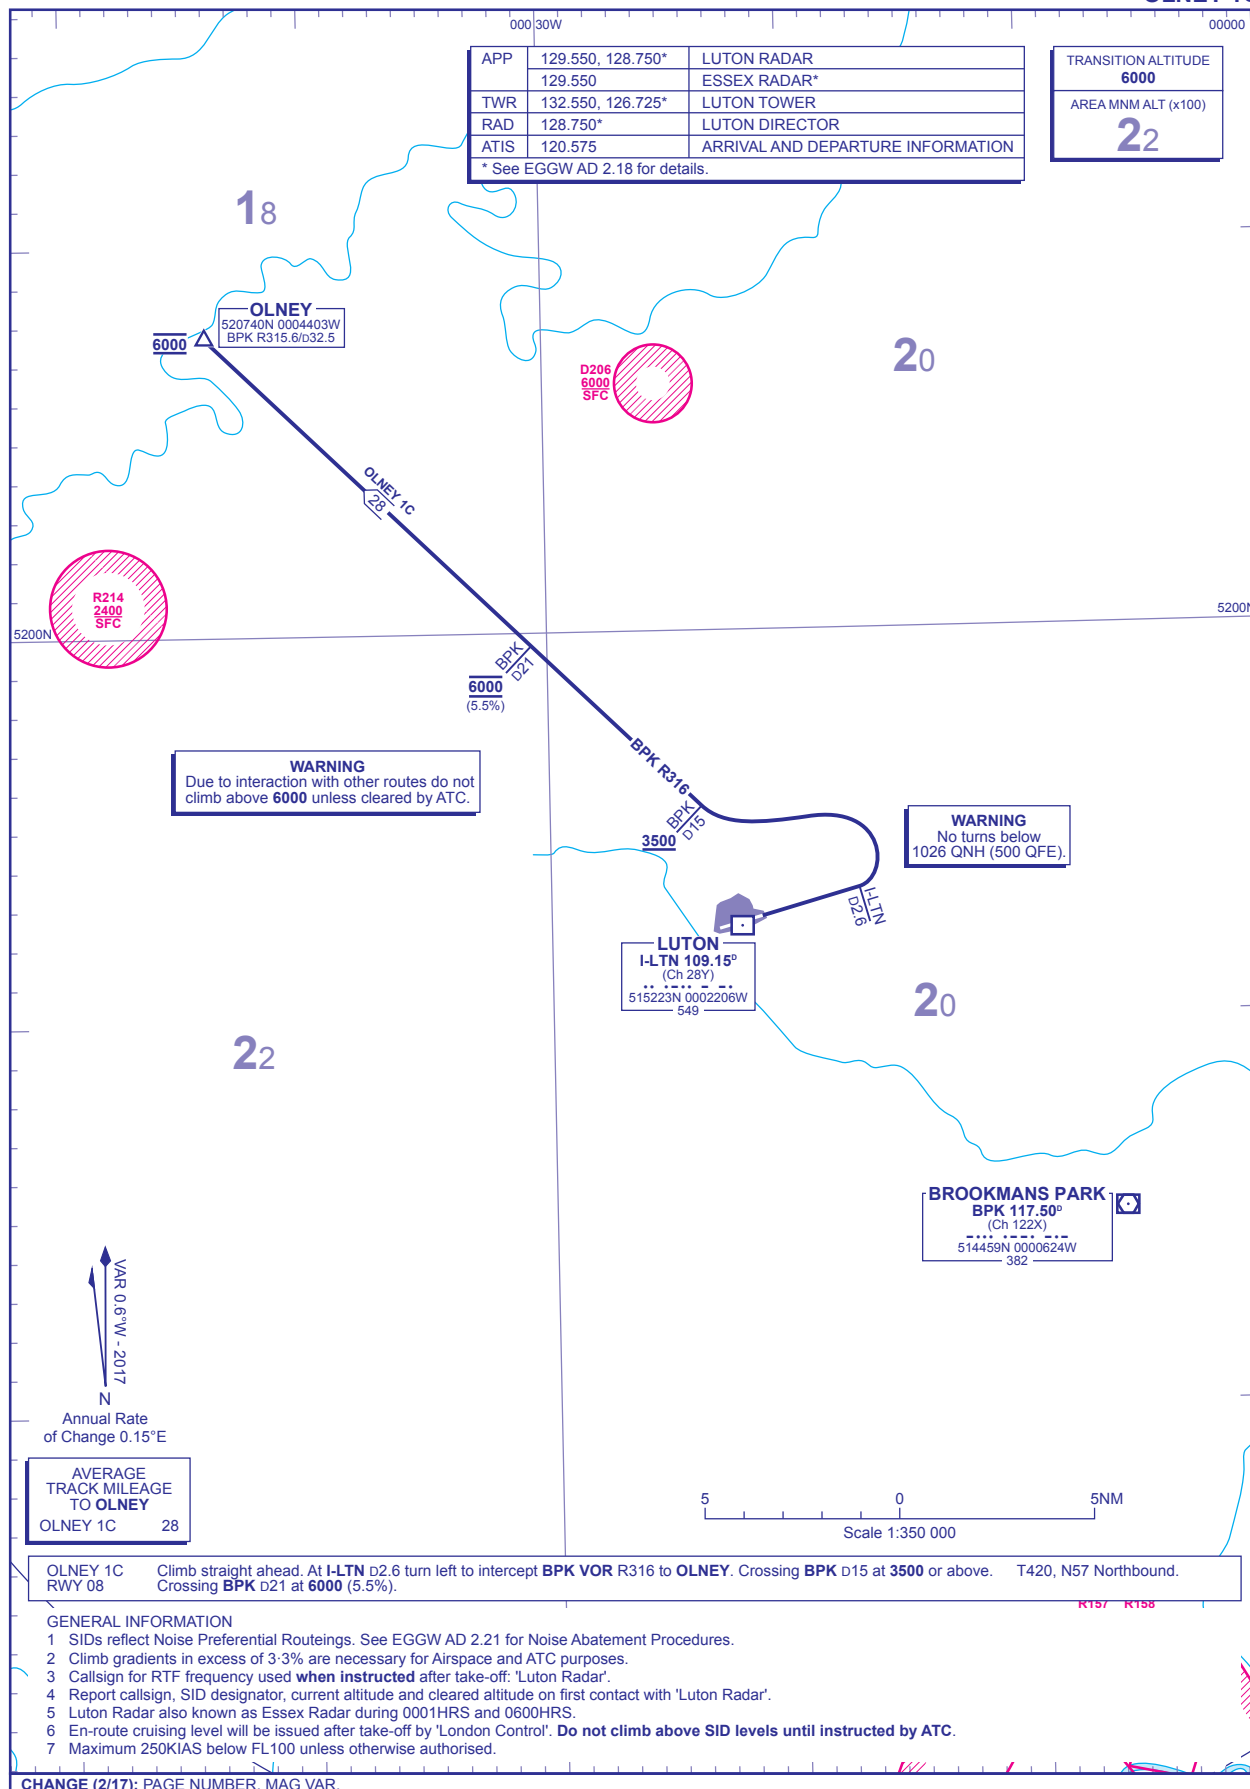 000 30W
00000
APP 129.550, 128.750* LUTON RADAR
129.550 ESSEX RADAR*
TWR 132.550, 126.725* LUTON TOWER
RAD 128.750* LUTON DIRECTOR
ATIS 120.575 ARRIVAL AND DEPARTURE INFORMATION
* See EGGW AD 2.18 for details.
TRANSITION ALTITUDE
6000
AREA MNM ALT (x100)
22
18
OLNEY
520740N 0004403W
BPK R315.6/D32.5
6000
20
D206
6000
SFC
OLNEY 1C
28
R214
2400
SFC
5200N
5200N
BPK
D21
6000
(5.5%)
WARNING
Due to interaction with other routes do not
climb above 6000 unless cleared by ATC.
BPK R316
BPK
D15
3500
WARNING
No turns below
1026 QNH (500 QFE).
I-LTN
D2.6
LUTON
I-LTN 109.15D
(Ch 28Y)
515223N 0002206W
549
20
22
BROOKMANS PARK
BPK 117.50D
(Ch 122X)
514459N 0000624W
382
VAR 0.6°W - 2017
N
Annual Rate
of Change 0.15°E
AVERAGE
TRACK MILEAGE
TO OLNEY
OLNEY 1C 28
5 0 5NM
Scale 1:350 000
OLNEY 1C Climb straight ahead. At I-LTN D2.6 turn left to intercept BPK VOR R316 to OLNEY. Crossing BPK D15 at 3500 or above. T420, N57 Northbound.
RWY 08 Crossing BPK D21 at 6000 (5.5%).
R157 R158
GENERAL INFORMATION
1 SIDs reflect Noise Preferential Routeings. See EGGW AD 2.21 for Noise Abatement Procedures.
2 Climb gradients in excess of 3·3% are necessary for Airspace and ATC purposes.
3 Callsign for RTF frequency used when instructed after take-off: 'Luton Radar'.
4 Report callsign, SID designator, current altitude and cleared altitude on first contact with 'Luton Radar'.
5 Luton Radar also known as Essex Radar during 0001HRS and 0600HRS.
6 En-route cruising level will be issued after take-off by 'London Control'. Do not climb above SID levels until instructed by ATC.
7 Maximum 250KIAS below FL100 unless otherwise authorised.
CHANGE (2/17): PAGE NUMBER. MAG VAR.